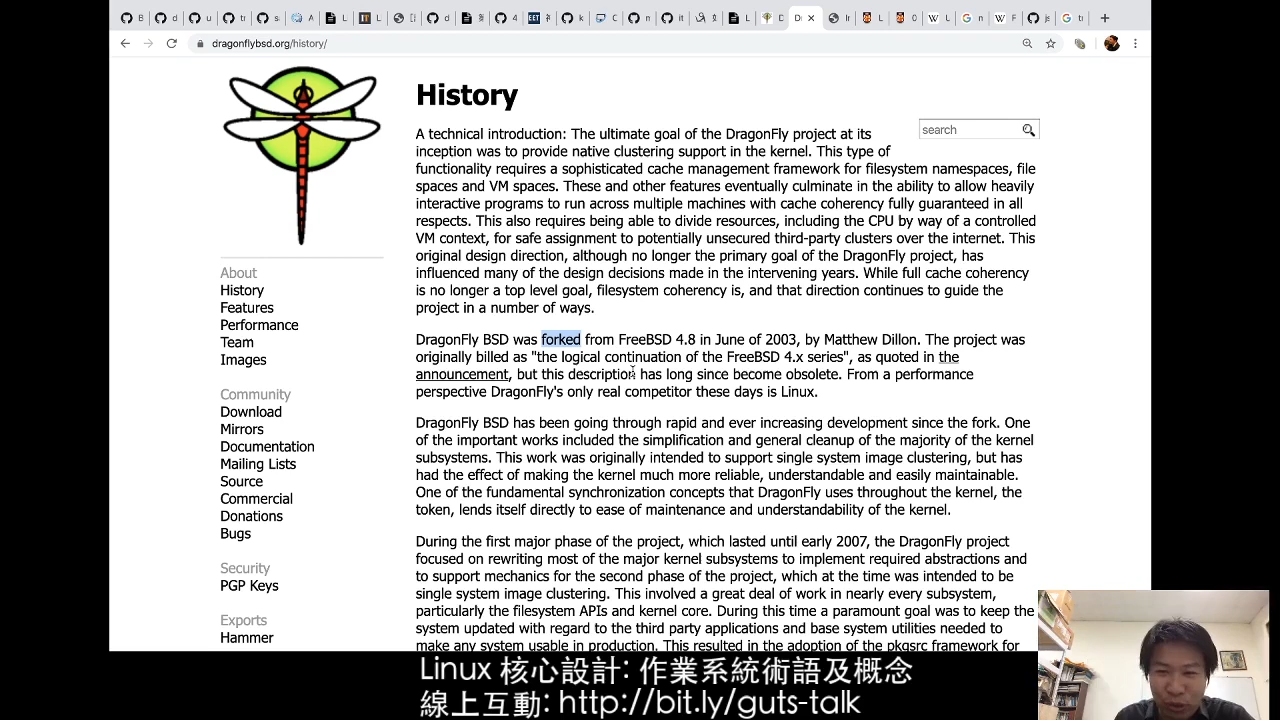 dragonflybsd.org/history/
History
search
A technical introduction: The ultimate goal of the DragonFly project at its
inception was to provide native clustering support in the kernel. This type of
functionality requires a sophisticated cache management framework for filesystem namespaces, file
spaces and VM spaces. These and other features eventually culminate in the ability to allow heavily
interactive programs to run across multiple machines with cache coherency fully guaranteed in all
respects. This also requires being able to divide resources, including the CPU by way of a controlled
VM context, for safe assignment to potentially unsecured third-party clusters over the internet. This
original design direction, although no longer the primary goal of the DragonFly project, has
influenced many of the design decisions made in the intervening years. While full cache coherency
is no longer a top level goal, filesystem coherency is, and that direction continues to guide the
project in a number of ways.
DragonFly BSD was forked from FreeBSD 4.8 in June of 2003, by Matthew Dillon. The project was
originally billed as "the logical continuation of the FreeBSD 4.x series", as quoted in the
announcement, but this description has long since become obsolete. From a performance
perspective DragonFly's only real competitor these days is Linux.
DragonFly BSD has been going through rapid and ever increasing development since the fork. One
of the important works included the simplification and general cleanup of the majority of the kernel
subsystems. This work was originally intended to support single system image clustering, but has
had the effect of making the kernel much more reliable, understandable and easily maintainable.
One of the fundamental synchronization concepts that DragonFly uses throughout the kernel, the
token, lends itself directly to ease of maintenance and understandability of the kernel.
During the first major phase of the project, which lasted until early 2007, the DragonFly project
focused on rewriting most of the major kernel subsystems to implement required abstractions and
to support mechanics for the second phase of the project, which at the time was intended to be
single system image clustering. This involved a great deal of work in nearly every subsystem,
particularly the filesystem APIs and kernel core. During this time a paramount goal was to keep the
system updated with regard to the third party applications and base system utilities needed to
make any system usable in production. This resulted in the adoption of the pkgsrc framework for
About
History
Features
Performance
Team
Images
Community
Download
Mirrors
Documentation
Mailing Lists
Source
Commercial
Donations
Bugs
Security
PGP Keys
Exports
Hammer
Linux 核心設計: 作業系統術語及概念
線上互動: http://bit.ly/guts-talk